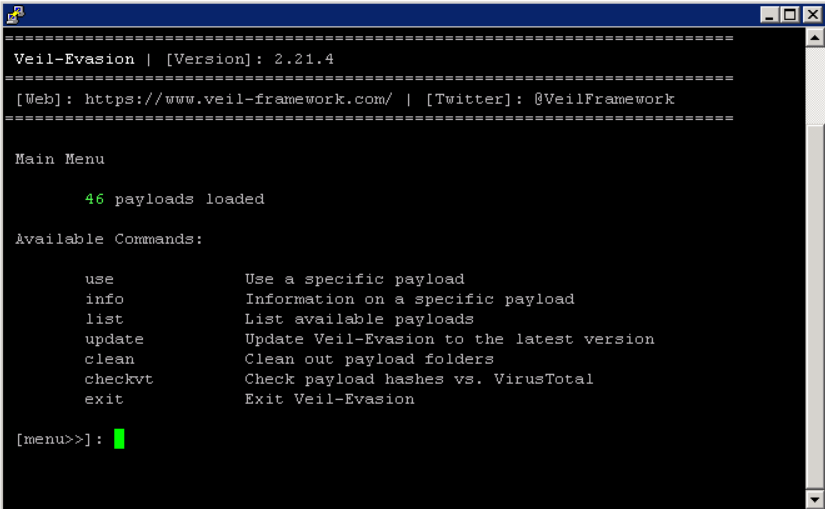 =========================================================================
Veil-Evasion | [Version]: 2.21.4
=========================================================================
[Web]: https://www.veil-framework.com/ | [Twitter]: @VeilFramework
=========================================================================
Main Menu
46 payloads loaded
Available Commands:
use Use a specific payload
info Information on a specific payload
list List available payloads
update Update Veil-Evasion to the latest version
clean Clean out payload folders
checkvt Check payload hashes vs. VirusTotal
exit Exit Veil-Evasion
[menu>>]: